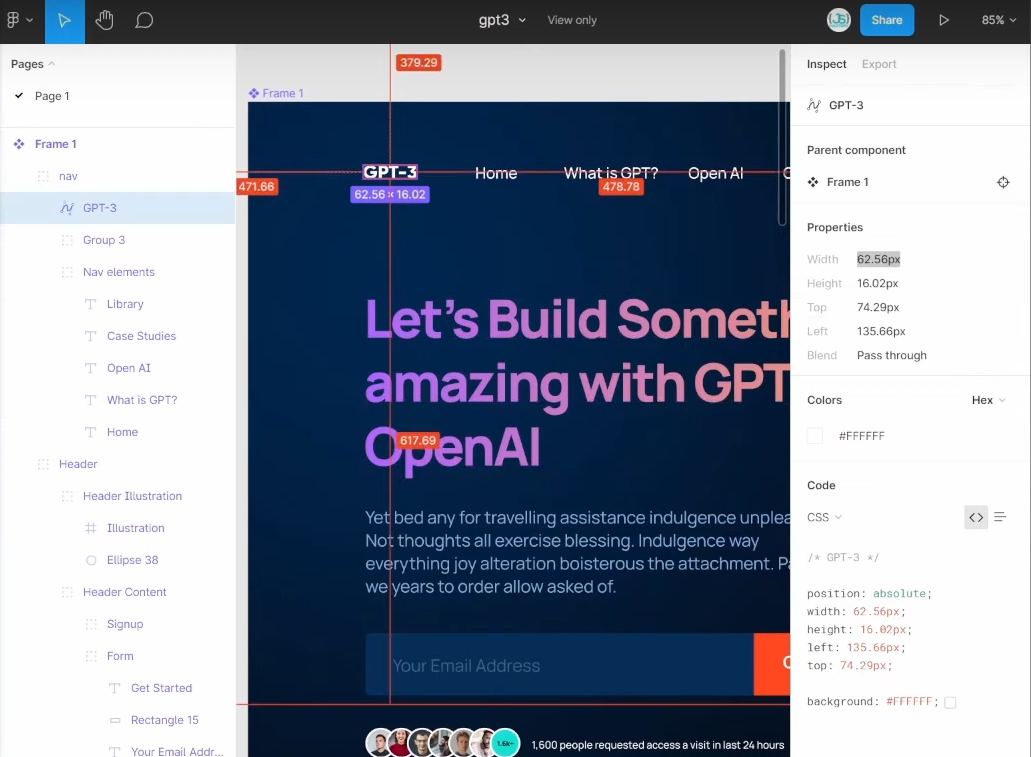 gpt3
View only
Share
85%
Pages
Page 1
Frame 1
nav
GPT-3
Group 3
Nav elements
Library
Case Studies
Open AI
What is GPT?
Home
Header
Header Illustration
Illustration
Ellipse 38
Header Content
Signup
Form
Get Started
Rectangle 15
Your Email Addr...
379.29
Frame 1
GPT-3 Home What is GPT? Open AI C
471.66
62.56 × 16.02
478.78
Let's Build Someth
amazing with GPT
OpenAI
617.69
Yet bed any for travelling assistance indulgence unplea
Not thoughts all exercise blessing. Indulgence way
everything joy alteration boisterous the attachment. Pa
we years to order allow asked of.
Your Email Address
1.6k+
1,600 people requested access a visit in last 24 hours
Inspect Export
GPT-3
Parent component
Frame 1
Properties
Width 62.56px
Height 16.02px
Top 74.29px
Left 135.66px
Blend Pass through
Colors Hex
#FFFFFF
Code
CSS
/* GPT-3 */
position: absolute;
width: 62.56px;
height: 16.02px;
left: 135.66px;
top: 74.29px;
background: #FFFFFF;